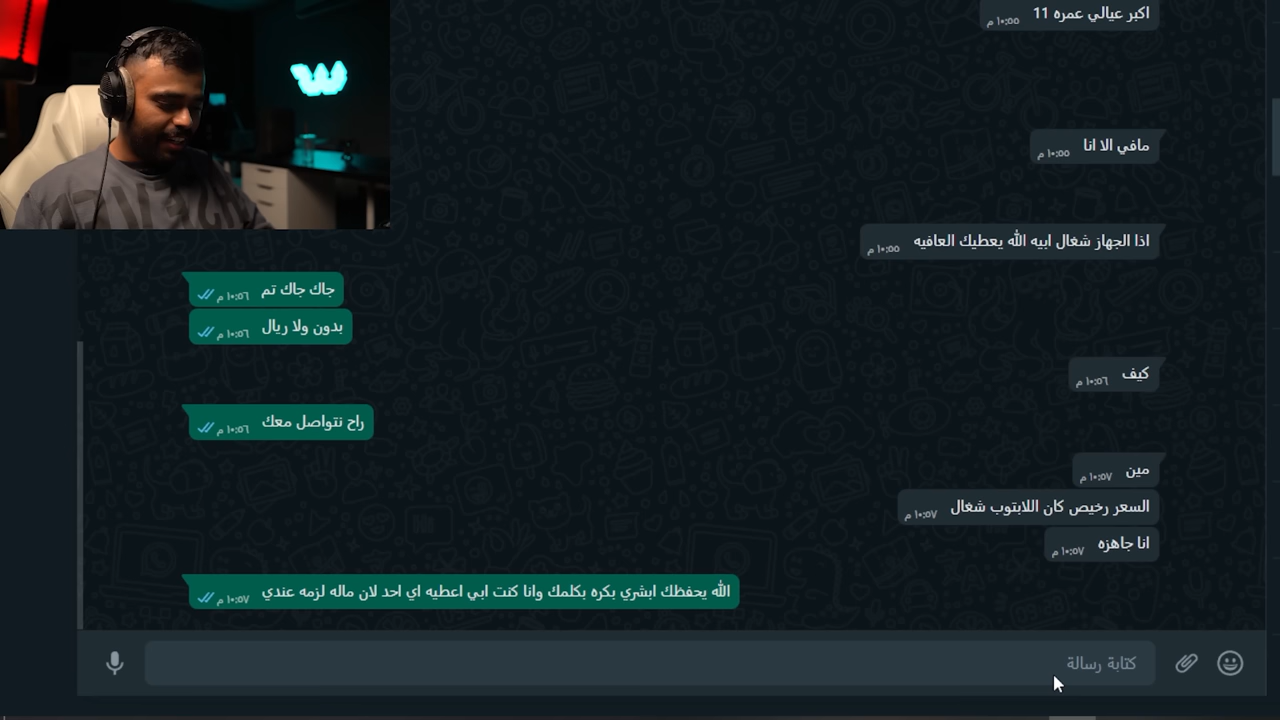 اكبر عيالي عمره 11 ١٠:٥٥ م
W
مافي الا انا ١٠:٥٥ م
اذا الجهاز شغال ابيه الله يعطيك العافيه ١٠:٥٥ م
جاك جاك تم ١٠:٥٦ م
بدون ولا ريال ١٠:٥٦ م
كيف ١٠:٥٦ م
راح نتواصل معك ١٠:٥٦ م
مين ١٠:٥٧ م
السعر رخيص كان اللابتوب شغال ١٠:٥٧ م
انا جاهزه ١٠:٥٧ م
الله يحفظك ابشري بكره بكلمك وانا كنت ابي اعطيه اي احد لان ماله لزمه عندي ١٠:٥٧ م
كتابة رسالة